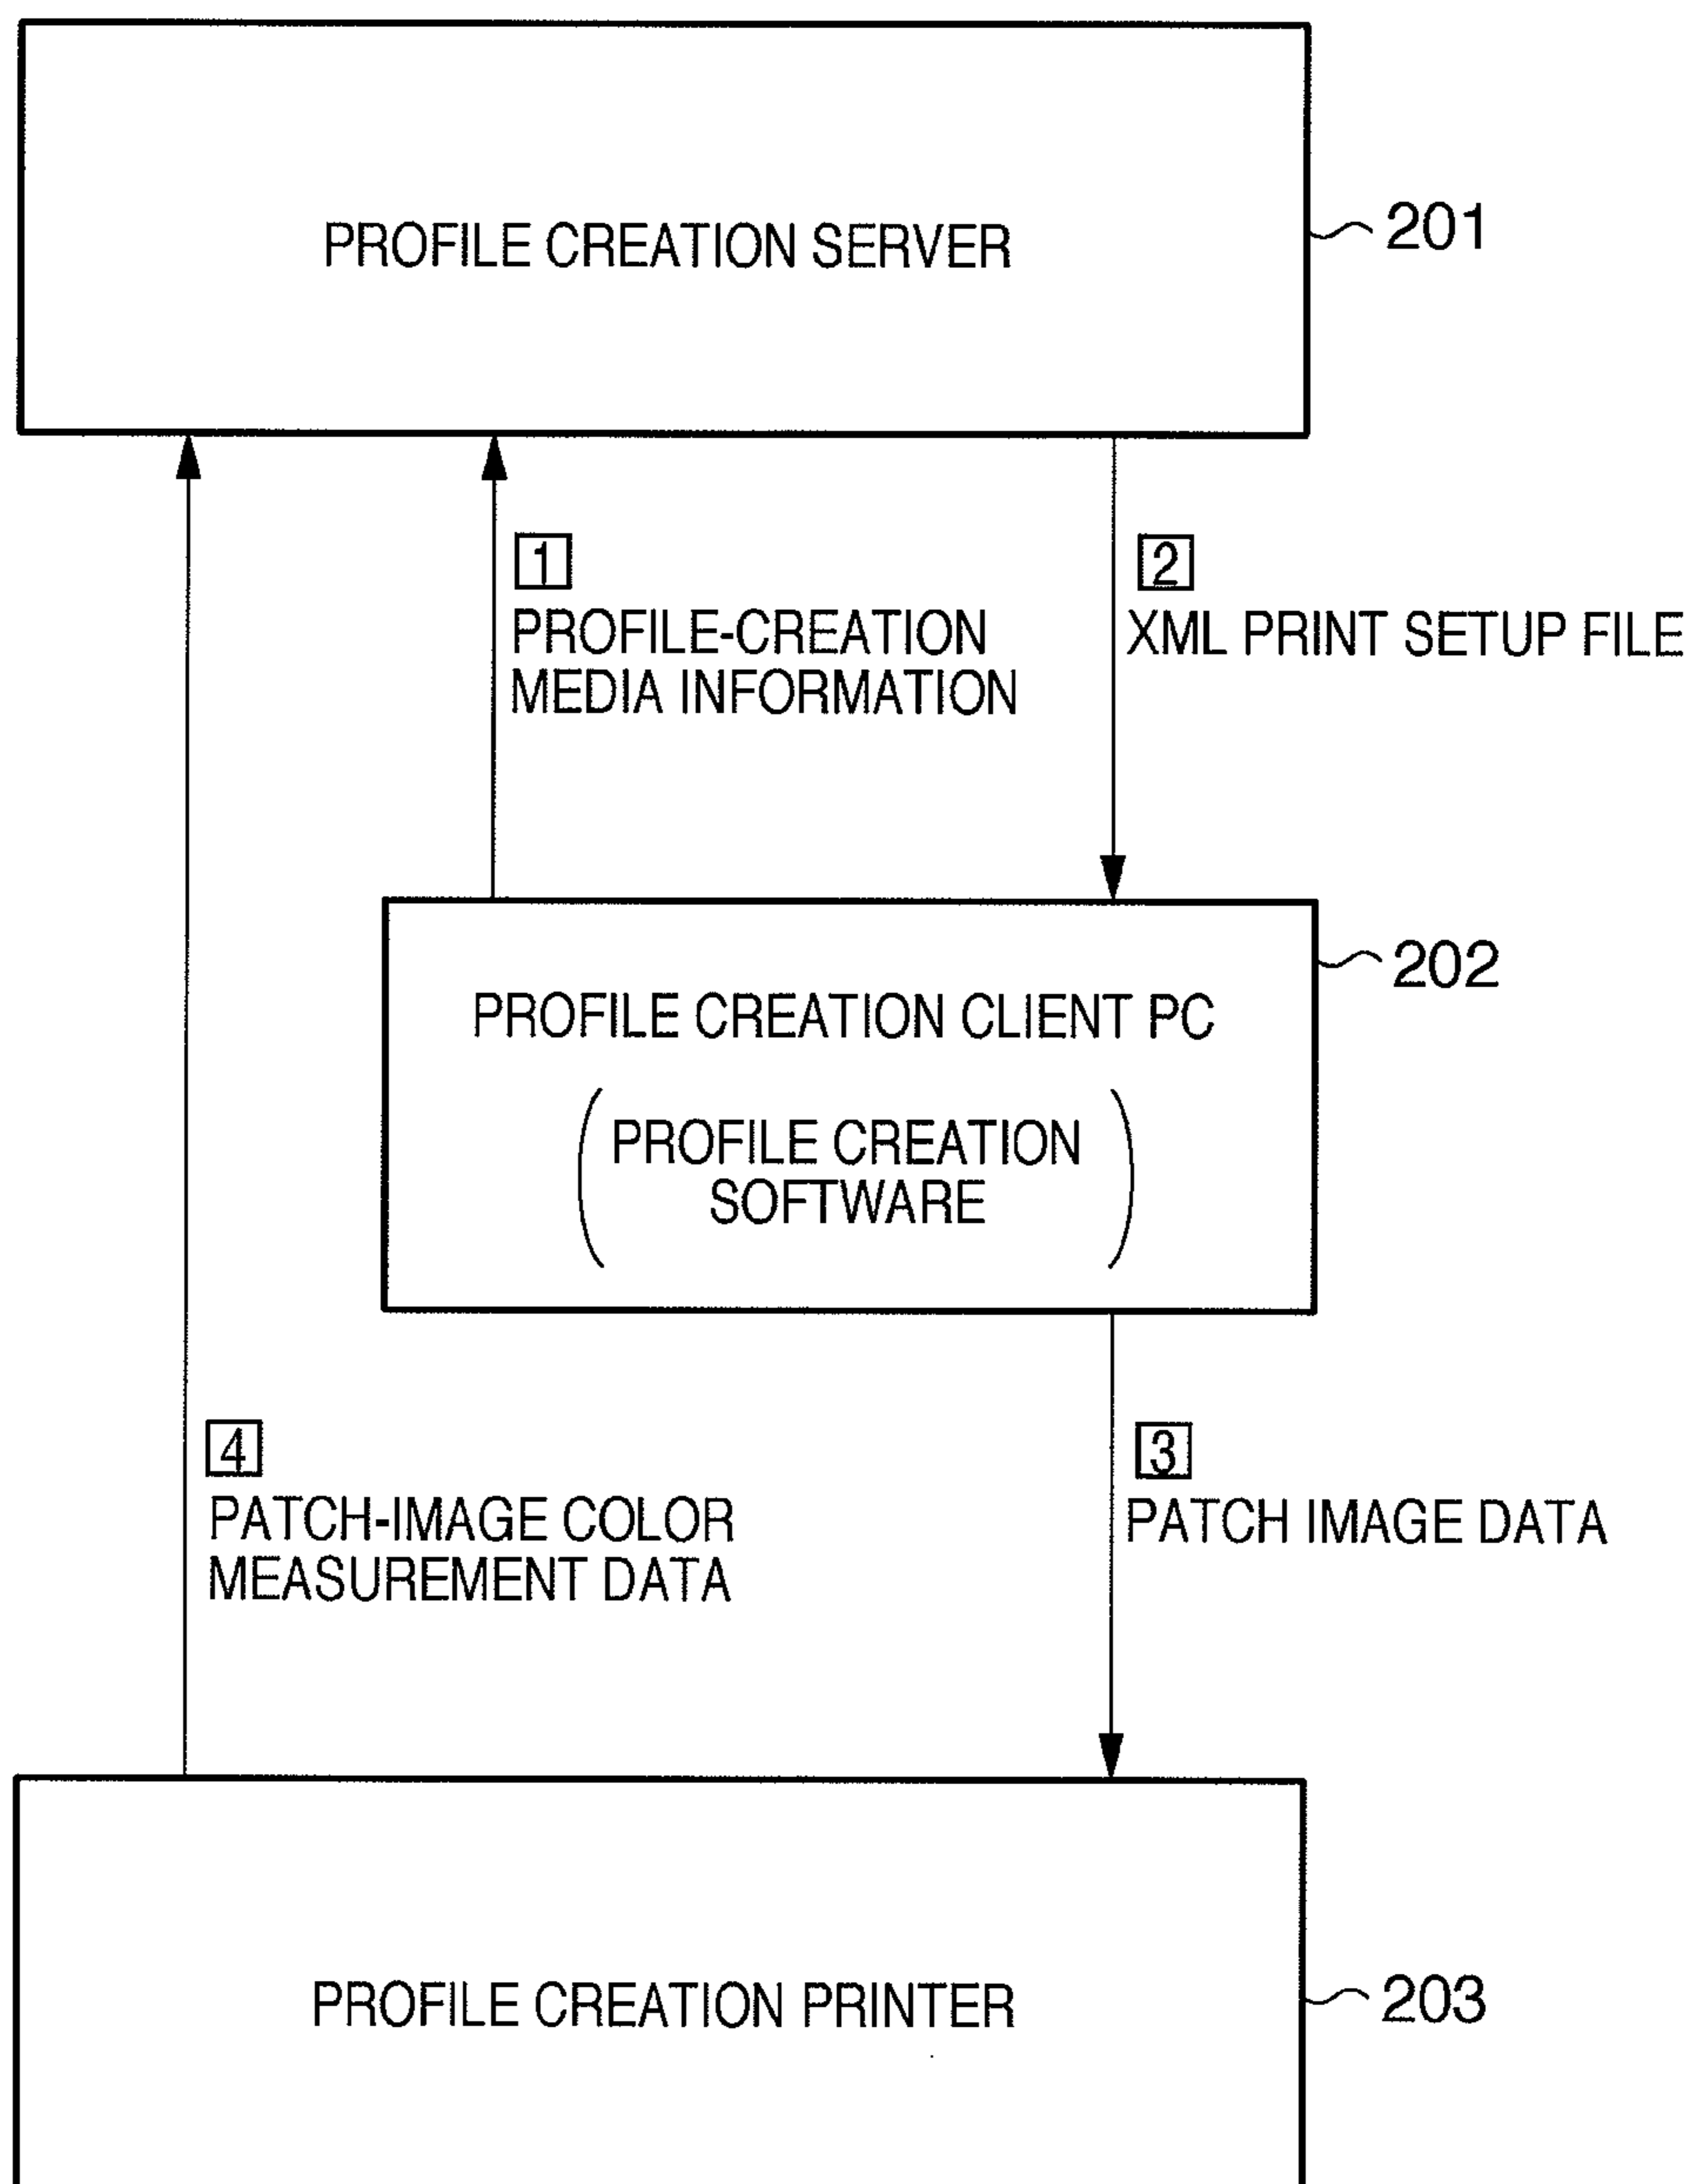 PROFILE CREATION SERVER
201
1
PROFILE-CREATION
MEDIA INFORMATION
2
XML PRINT SETUP FILE
202
PROFILE CREATION CLIENT PC
( PROFILE CREATION
SOFTWARE )
4
PATCH-IMAGE COLOR
MEASUREMENT DATA
3
PATCH IMAGE DATA
PROFILE CREATION PRINTER
203